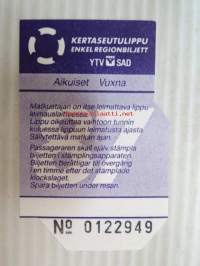 KERTASEUTULIPPU
ENKEL REGIONBILJETT
YTV SAD
Aikuiset Vuxna
Matkustajan on itse leimattava lippu
leimauslaitteessa.
Lippu oikeuttaa vaihtoon tunnin
kuluessa lippuun leimatusta ajasta.
Säilytettävä matkan ajan.
Passageraren skall själv stämpla
biljetten i stämplingsapparaten.
Biljetten berättigar till övergång
i en timme efter det stämplade
klockslaget.
Spara biljetten under resan.
Nº 0122949